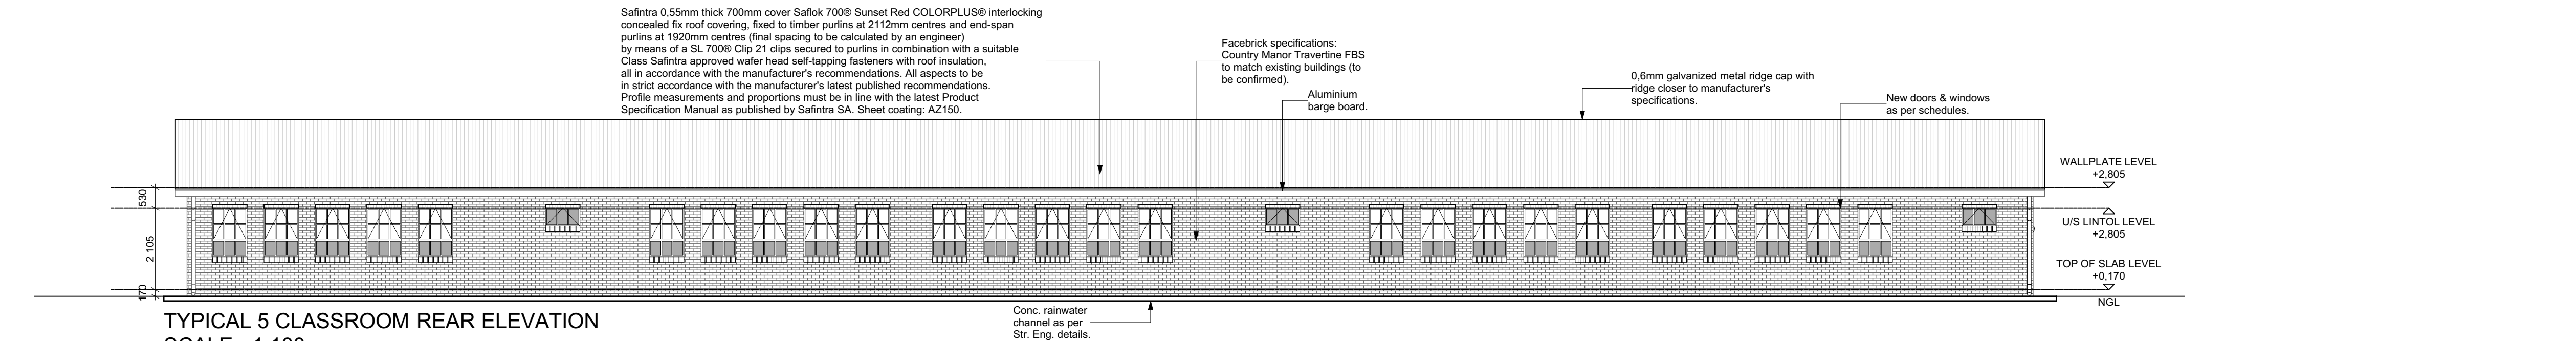 Safintra 0,55mm thick 700mm cover Saflok 700® Sunset Red COLORPLUS® interlocking
concealed fix roof covering, fixed to timber purlins at 2112mm centres and end-span
purlins at 1920mm centres (final spacing to be calculated by an engineer)
by means of a SL 700® Clip 21 clips secured to purlins in combination with a suitable
Class Safintra approved wafer head self-tapping fasteners with roof insulation,
all in accordance with the manufacturer's recommendations. All aspects to be
in strict accordance with the manufacturer's latest published recommendations.
Profile measurements and proportions must be in line with the latest Product
Specification Manual as published by Safintra SA. Sheet coating: AZ150.
Facebrick specifications:
Country Manor Travertine FBS
to match existing buildings (to
be confirmed).
Aluminium
barge board.
0,6mm galvanized metal ridge cap with
ridge closer to manufacturer's
specifications.
New doors & windows
as per schedules.
WALLPLATE LEVEL
+2,805
U/S LINTOL LEVEL
+2,805
TOP OF SLAB LEVEL
+0,170
NGL
530
2 105
170
Conc. rainwater
channel as per
Str. Eng. details.
TYPICAL 5 CLASSROOM REAR ELEVATION
SCALE 1:100